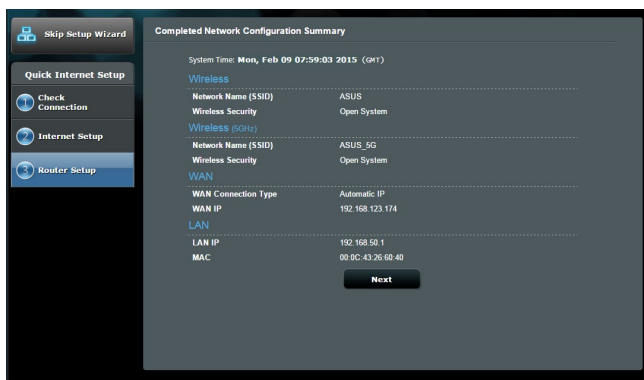 Skip Setup Wizard
Quick Internet Setup
1 Check Connection
2 Internet Setup
3 Router Setup
Completed Network Configuration Summary
System Time: Mon, Feb 09 07:59:03 2015 (GMT)
Wireless
Network Name (SSID) ASUS
Wireless Security Open System
Wireless (5GHz)
Network Name (SSID) ASUS_5G
Wireless Security Open System
WAN
WAN Connection Type Automatic IP
WAN IP 192.168.123.174
LAN
LAN IP 192.168.50.1
MAC 00:0C:43:26:60:40
Next